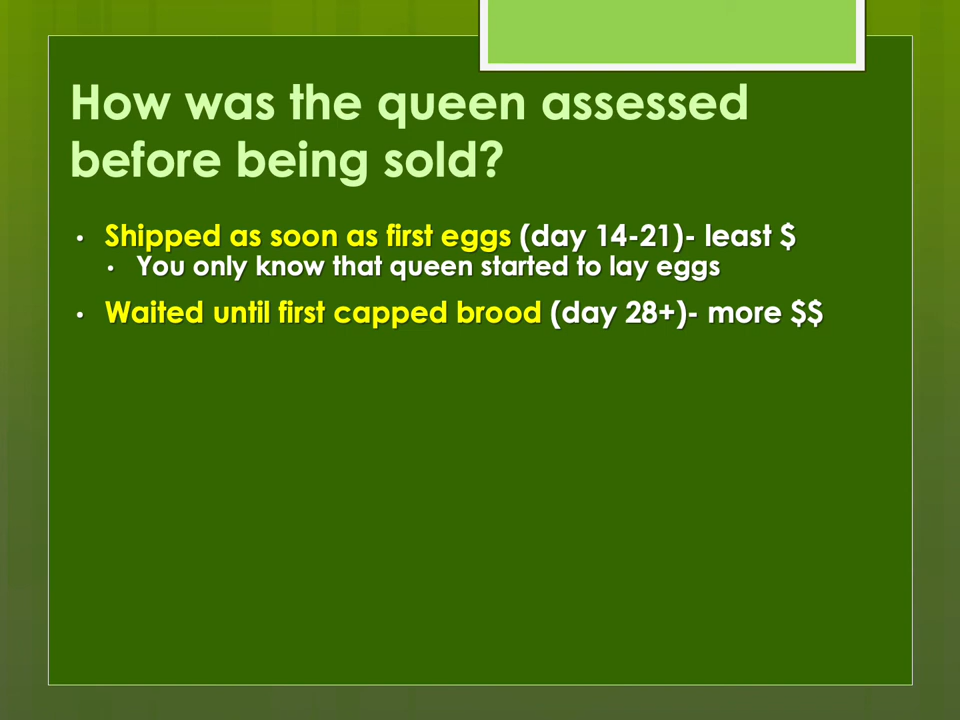 How was the queen assessed
before being sold?
• Shipped as soon as first eggs (day 14-21)- least $
• You only know that queen started to lay eggs
• Waited until first capped brood (day 28+)- more $$